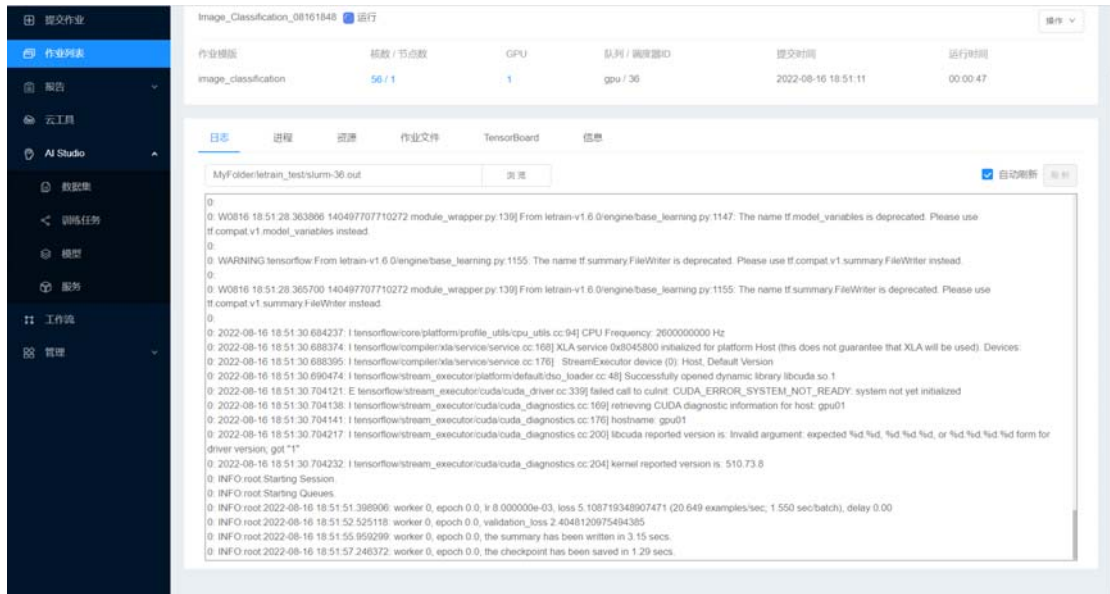 提交作业
作业列表
报告
云工具
AI Studio
数据集
训练任务
模型
服务
工作流
管理
Image_Classification_08161848 运行
操作
作业模版 核数 / 节点数 GPU 队列 / 调度器ID 提交时间 运行时间
image_classification 56 / 1 1 gpu / 36 2022-08-16 18:51:11 00:00:47
日志 进程 资源 作业文件 TensorBoard 信息
MyFolder/letrain_test/slurm-36.out 浏 览 自动刷新
0:
0: W0816 18:51:28.363866 140497707710272 module_wrapper.py:139] From letrain-v1.6.0/engine/base_learning.py:1147: The name tf.model_variables is deprecated. Please use
tf.compat.v1.model_variables instead.
0:
0: WARNING:tensorflow:From letrain-v1.6.0/engine/base_learning.py:1155: The name tf.summary.FileWriter is deprecated. Please use tf.compat.v1.summary.FileWriter instead.
0:
0: W0816 18:51:28.365700 140497707710272 module_wrapper.py:139] From letrain-v1.6.0/engine/base_learning.py:1155: The name tf.summary.FileWriter is deprecated. Please use
tf.compat.v1.summary.FileWriter instead.
0:
0: 2022-08-16 18:51:30.684237: I tensorflow/core/platform/profile_utils/cpu_utils.cc:94] CPU Frequency: 2600000000 Hz
0: 2022-08-16 18:51:30.688374: I tensorflow/compiler/xla/service/service.cc:168] XLA service 0x8045800 initialized for platform Host (this does not guarantee that XLA will be used). Devices:
0: 2022-08-16 18:51:30.688395: I tensorflow/compiler/xla/service/service.cc:176] StreamExecutor device (0): Host, Default Version
0: 2022-08-16 18:51:30.690474: I tensorflow/stream_executor/platform/default/dso_loader.cc:48] Successfully opened dynamic library libcuda.so.1
0: 2022-08-16 18:51:30.704121: E tensorflow/stream_executor/cuda/cuda_driver.cc:339] failed call to cuInit: CUDA_ERROR_SYSTEM_NOT_READY: system not yet initialized
0: 2022-08-16 18:51:30.704138: I tensorflow/stream_executor/cuda/cuda_diagnostics.cc:169] retrieving CUDA diagnostic information for host: gpu01
0: 2022-08-16 18:51:30.704141: I tensorflow/stream_executor/cuda/cuda_diagnostics.cc:176] hostname: gpu01
0: 2022-08-16 18:51:30.704217: I tensorflow/stream_executor/cuda/cuda_diagnostics.cc:200] libcuda reported version is: Invalid argument: expected %d.%d, %d.%d.%d, or %d.%d.%d.%d form for
driver version; got "1"
0: 2022-08-16 18:51:30.704232: I tensorflow/stream_executor/cuda/cuda_diagnostics.cc:204] kernel reported version is: 510.73.8
0: INFO:root:Starting Session.
0: INFO:root:Starting Queues.
0: INFO:root:2022-08-16 18:51:51.398906: worker 0, epoch 0.0, lr 8.000000e-03, loss 5.108719348907471 (20.649 examples/sec; 1.550 sec/batch), delay 0.00
0: INFO:root:2022-08-16 18:51:52.525118: worker 0, epoch 0.0, validation_loss 2.4048120975494385
0: INFO:root:2022-08-16 18:51:55.959299: worker 0, epoch 0.0, the summary has been written in 3.15 secs.
0: INFO:root:2022-08-16 18:51:57.246372: worker 0, epoch 0.0, the checkpoint has been saved in 1.29 secs.